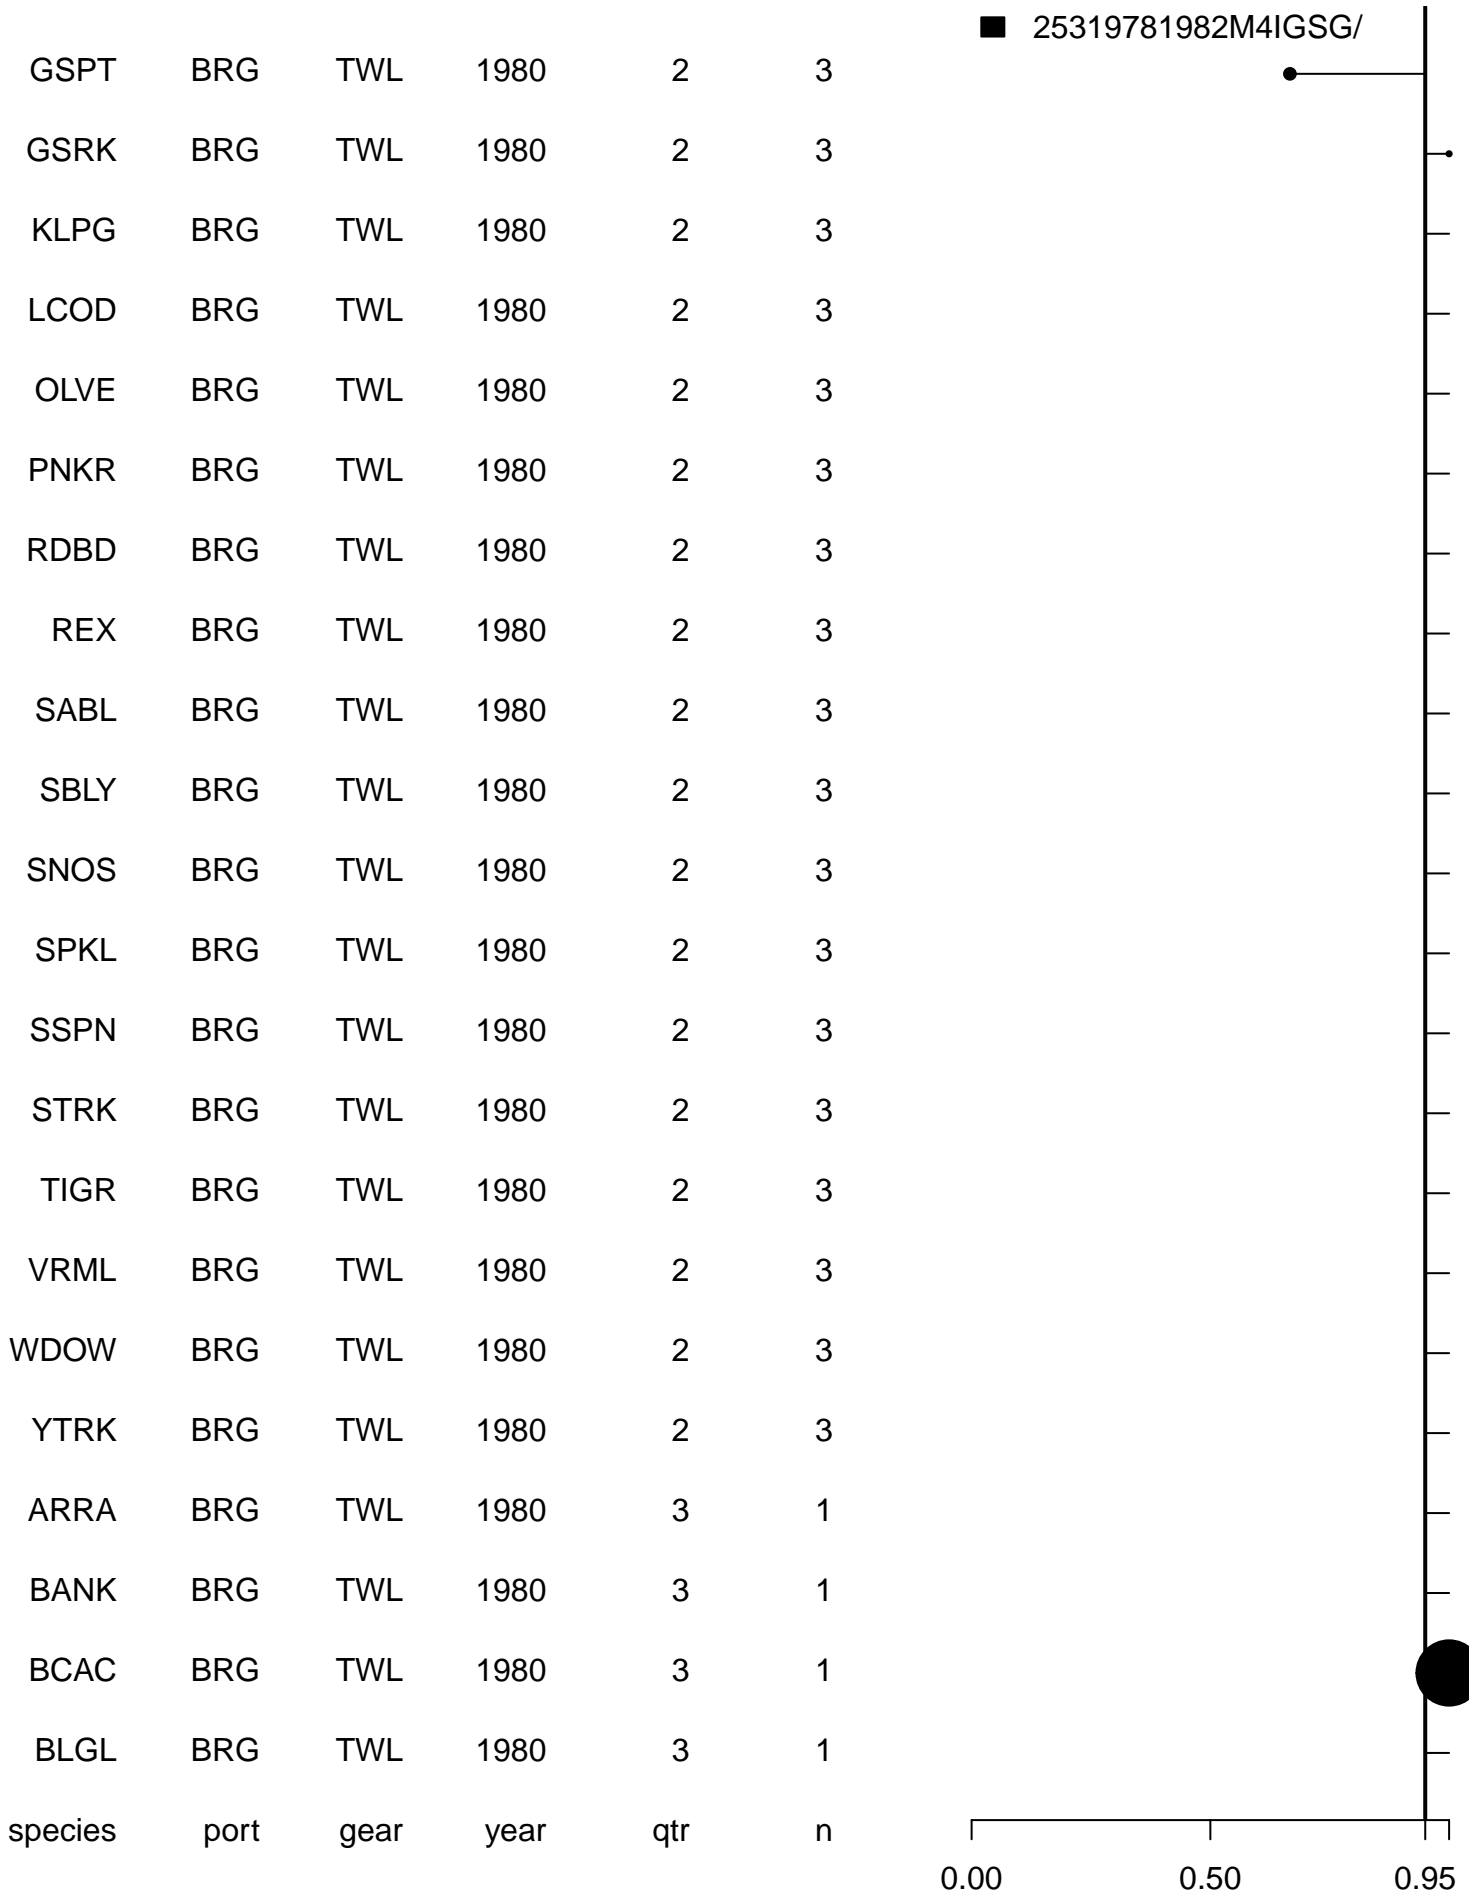 25319781982M4IGSG/
GSPT BRG TWL 1980 2 3
GSRK BRG TWL 1980 2 3
KLPG BRG TWL 1980 2 3
LCOD BRG TWL 1980 2 3
OLVE BRG TWL 1980 2 3
PNKR BRG TWL 1980 2 3
RDBD BRG TWL 1980 2 3
REX BRG TWL 1980 2 3
SABL BRG TWL 1980 2 3
SBLY BRG TWL 1980 2 3
SNOS BRG TWL 1980 2 3
SPKL BRG TWL 1980 2 3
SSPN BRG TWL 1980 2 3
STRK BRG TWL 1980 2 3
TIGR BRG TWL 1980 2 3
VRML BRG TWL 1980 2 3
WDOW BRG TWL 1980 2 3
YTRK BRG TWL 1980 2 3
ARRA BRG TWL 1980 3 1
BANK BRG TWL 1980 3 1
BCAC BRG TWL 1980 3 1
BLGL BRG TWL 1980 3 1
species port gear year qtr n
0.00 0.50 0.95